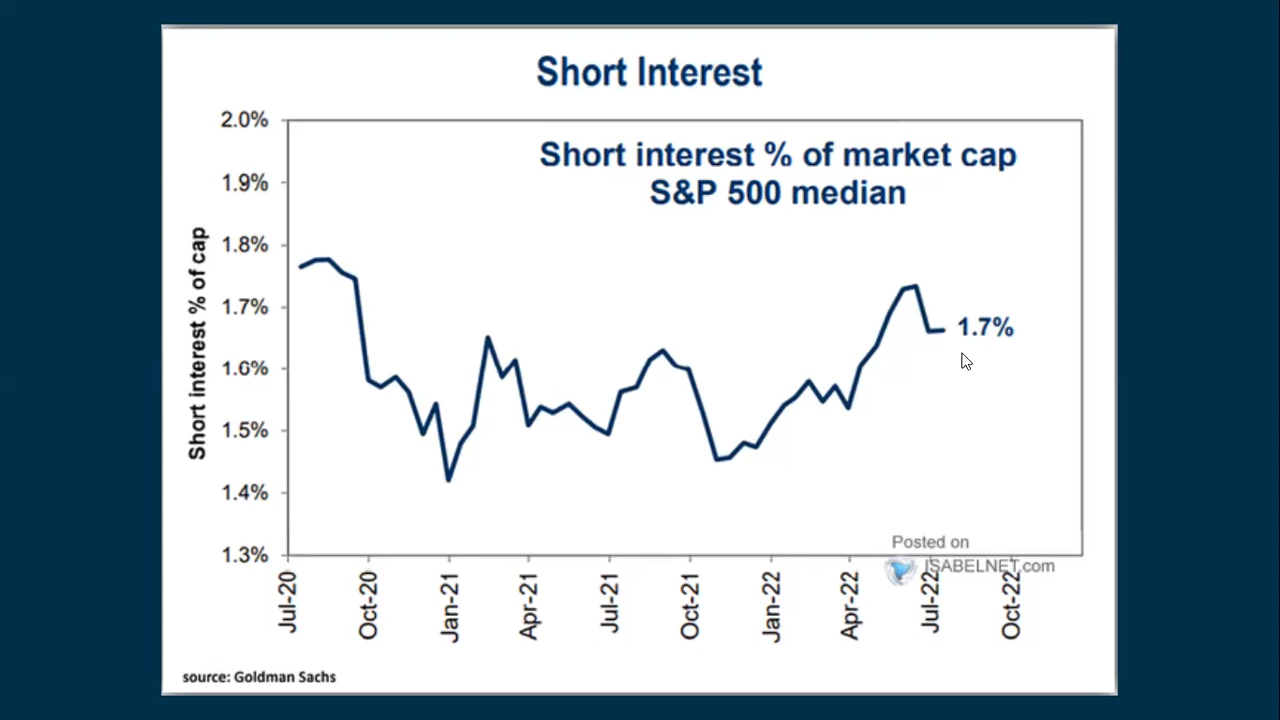 Short Interest
Short interest % of market cap
S&P 500 median
Short interest % of cap
2.0%
1.9%
1.8%
1.7%
1.6%
1.5%
1.4%
1.3%
1.7%
Posted on
ISABELNET.com
Jul-20
Oct-20
Jan-21
Apr-21
Jul-21
Oct-21
Jan-22
Apr-22
Jul-22
Oct-22
source: Goldman Sachs